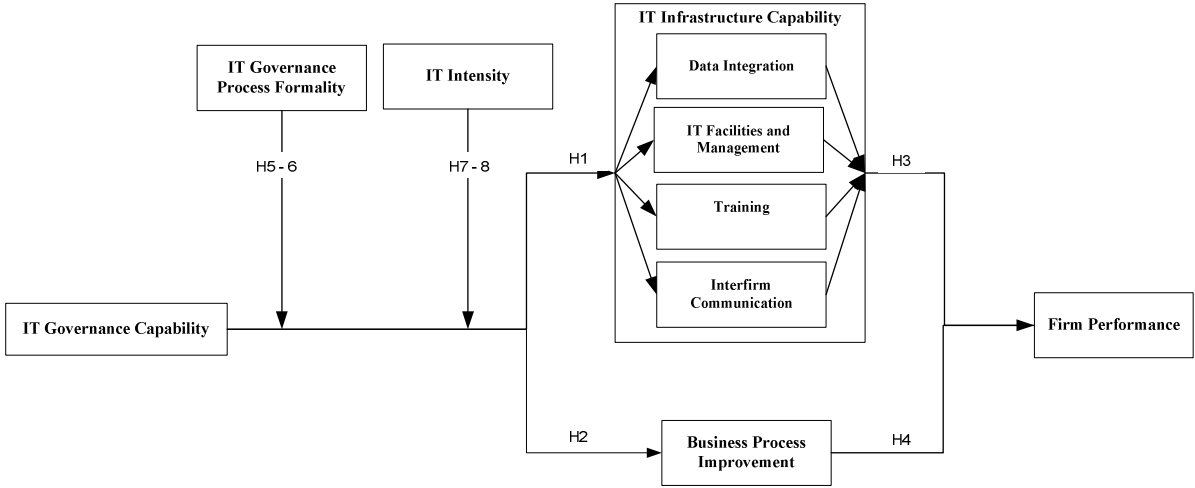 IT Infrastructure Capability
IT Governance
Process Formality
IT Intensity
Data Integration
IT Facilities and
Management
H5 - 6
H7 - 8
H1
H3
Training
Interfirm
Communication
IT Governance Capability
Firm Performance
H2
Business Process
Improvement
H4